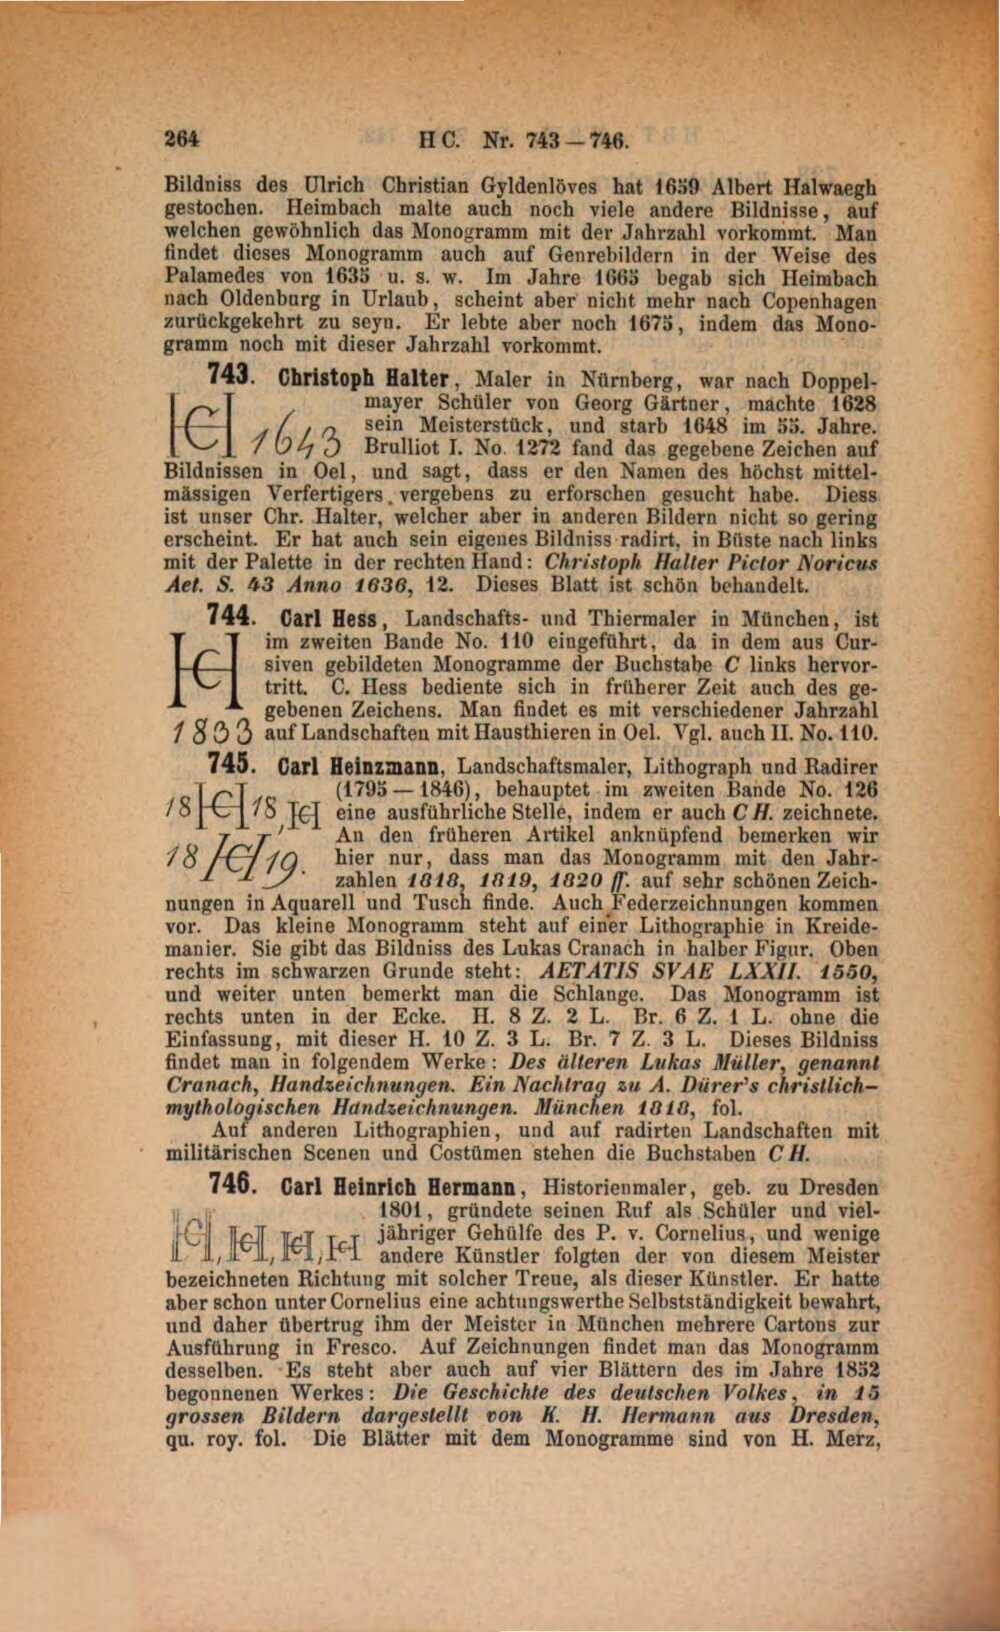 264 HC. Nr. 743 — 746.
Bildniss des Ulrich Christian Gyldenlöves hat 1659 Albert Halwaegh
gestochen. Heimbach malte auch noch viele andere Bildnisse, auf
welchen gewöhnlich das Monogramm mit der Jahrzahl vorkommt. Man
findet dieses Monogramm auch auf Genrebildern in der Weise des
Palamedes von 1635 u. s. w. Im Jahre 1665 begab sich Heimbach
nach Oldenburg in Urlaub, scheint aber nicht mehr nach Copenhagen
zurückgekehrt zu seyn. Er lebte aber noch 1675, indem das Mono-
gramm noch mit dieser Jahrzahl vorkommt.
743. Christoph Halter, Maler in Nürnberg, war nach Doppel-
mayer Schüler von Georg Gärtner, machte 1628
sein Meisterstück, und starb 1648 im 55. Jahre.
HC 1643 Brulliot I. No. 1272 fand das gegebene Zeichen auf
Bildnissen in Oel, und sagt, dass er den Namen des höchst mittel-
mässigen Verfertigers vergebens zu erforschen gesucht habe. Diess
ist unser Chr. Halter, welcher aber in anderen Bildern nicht so gering
erscheint. Er hat auch sein eigenes Bildniss radirt, in Büste nach links
mit der Palette in der rechten Hand: Christoph Halter Pictor Noricus
Aet. S. 43 Anno 1636, 12. Dieses Blatt ist schön behandelt.
744. Carl Hess, Landschafts- und Thiermaler in München, ist
im zweiten Bande No. 110 eingeführt, da in dem aus Cur-
HC siven gebildeten Monogramme der Buchstabe C links hervor-
tritt. C. Hess bediente sich in früherer Zeit auch des ge-
gebenen Zeichens. Man findet es mit verschiedener Jahrzahl
1833 auf Landschaften mit Hausthieren in Oel. Vgl. auch II. No. 110.
745. Carl Heinzmann, Landschaftsmaler, Lithograph und Radirer
(1795 — 1846), behauptet im zweiten Bande No. 126
18 HC 18, HC eine ausführliche Stelle, indem er auch CH. zeichnete.
An den früheren Artikel anknüpfend bemerken wir
18 HC 19. hier nur, dass man das Monogramm mit den Jahr-
zahlen 1818, 1819, 1820 ff. auf sehr schönen Zeich-
nungen in Aquarell und Tusch finde. Auch Federzeichnungen kommen
vor. Das kleine Monogramm steht auf einer Lithographie in Kreide-
manier. Sie gibt das Bildniss des Lukas Cranach in halber Figur. Oben
rechts im schwarzen Grunde steht: AETATIS SVAE LXXII. 1550,
und weiter unten bemerkt man die Schlange. Das Monogramm ist
rechts unten in der Ecke. H. 8 Z. 2 L. Br. 6 Z. 1 L. ohne die
Einfassung, mit dieser H. 10 Z. 3 L. Br. 7 Z. 3 L. Dieses Bildniss
findet man in folgendem Werke: Des älteren Lukas Müller, genannt
Cranach, Handzeichnungen. Ein Nachtrag zu A. Dürer's christlich-
mythologischen Handzeichnungen. München 1818, fol.
Auf anderen Lithographien, und auf radirten Landschaften mit
militärischen Scenen und Costümen stehen die Buchstaben CH.
746. Carl Heinrich Hermann, Historienmaler, geb. zu Dresden
1801, gründete seinen Ruf als Schüler und viel-
HC, HC, HC, HC jähriger Gehülfe des P. v. Cornelius, und wenige
andere Künstler folgten der von diesem Meister
bezeichneten Richtung mit solcher Treue, als dieser Künstler. Er hatte
aber schon unter Cornelius eine achtungswerthe Selbstständigkeit bewahrt,
und daher übertrug ihm der Meister in München mehrere Cartons zur
Ausführung in Fresco. Auf Zeichnungen findet man das Monogramm
desselben. Es steht aber auch auf vier Blättern des im Jahre 1852
begonnenen Werkes: Die Geschichte des deutschen Volkes, in 15
grossen Bildern dargestellt von K. H. Hermann aus Dresden,
qu. roy. fol. Die Blätter mit dem Monogramme sind von H. Merz,